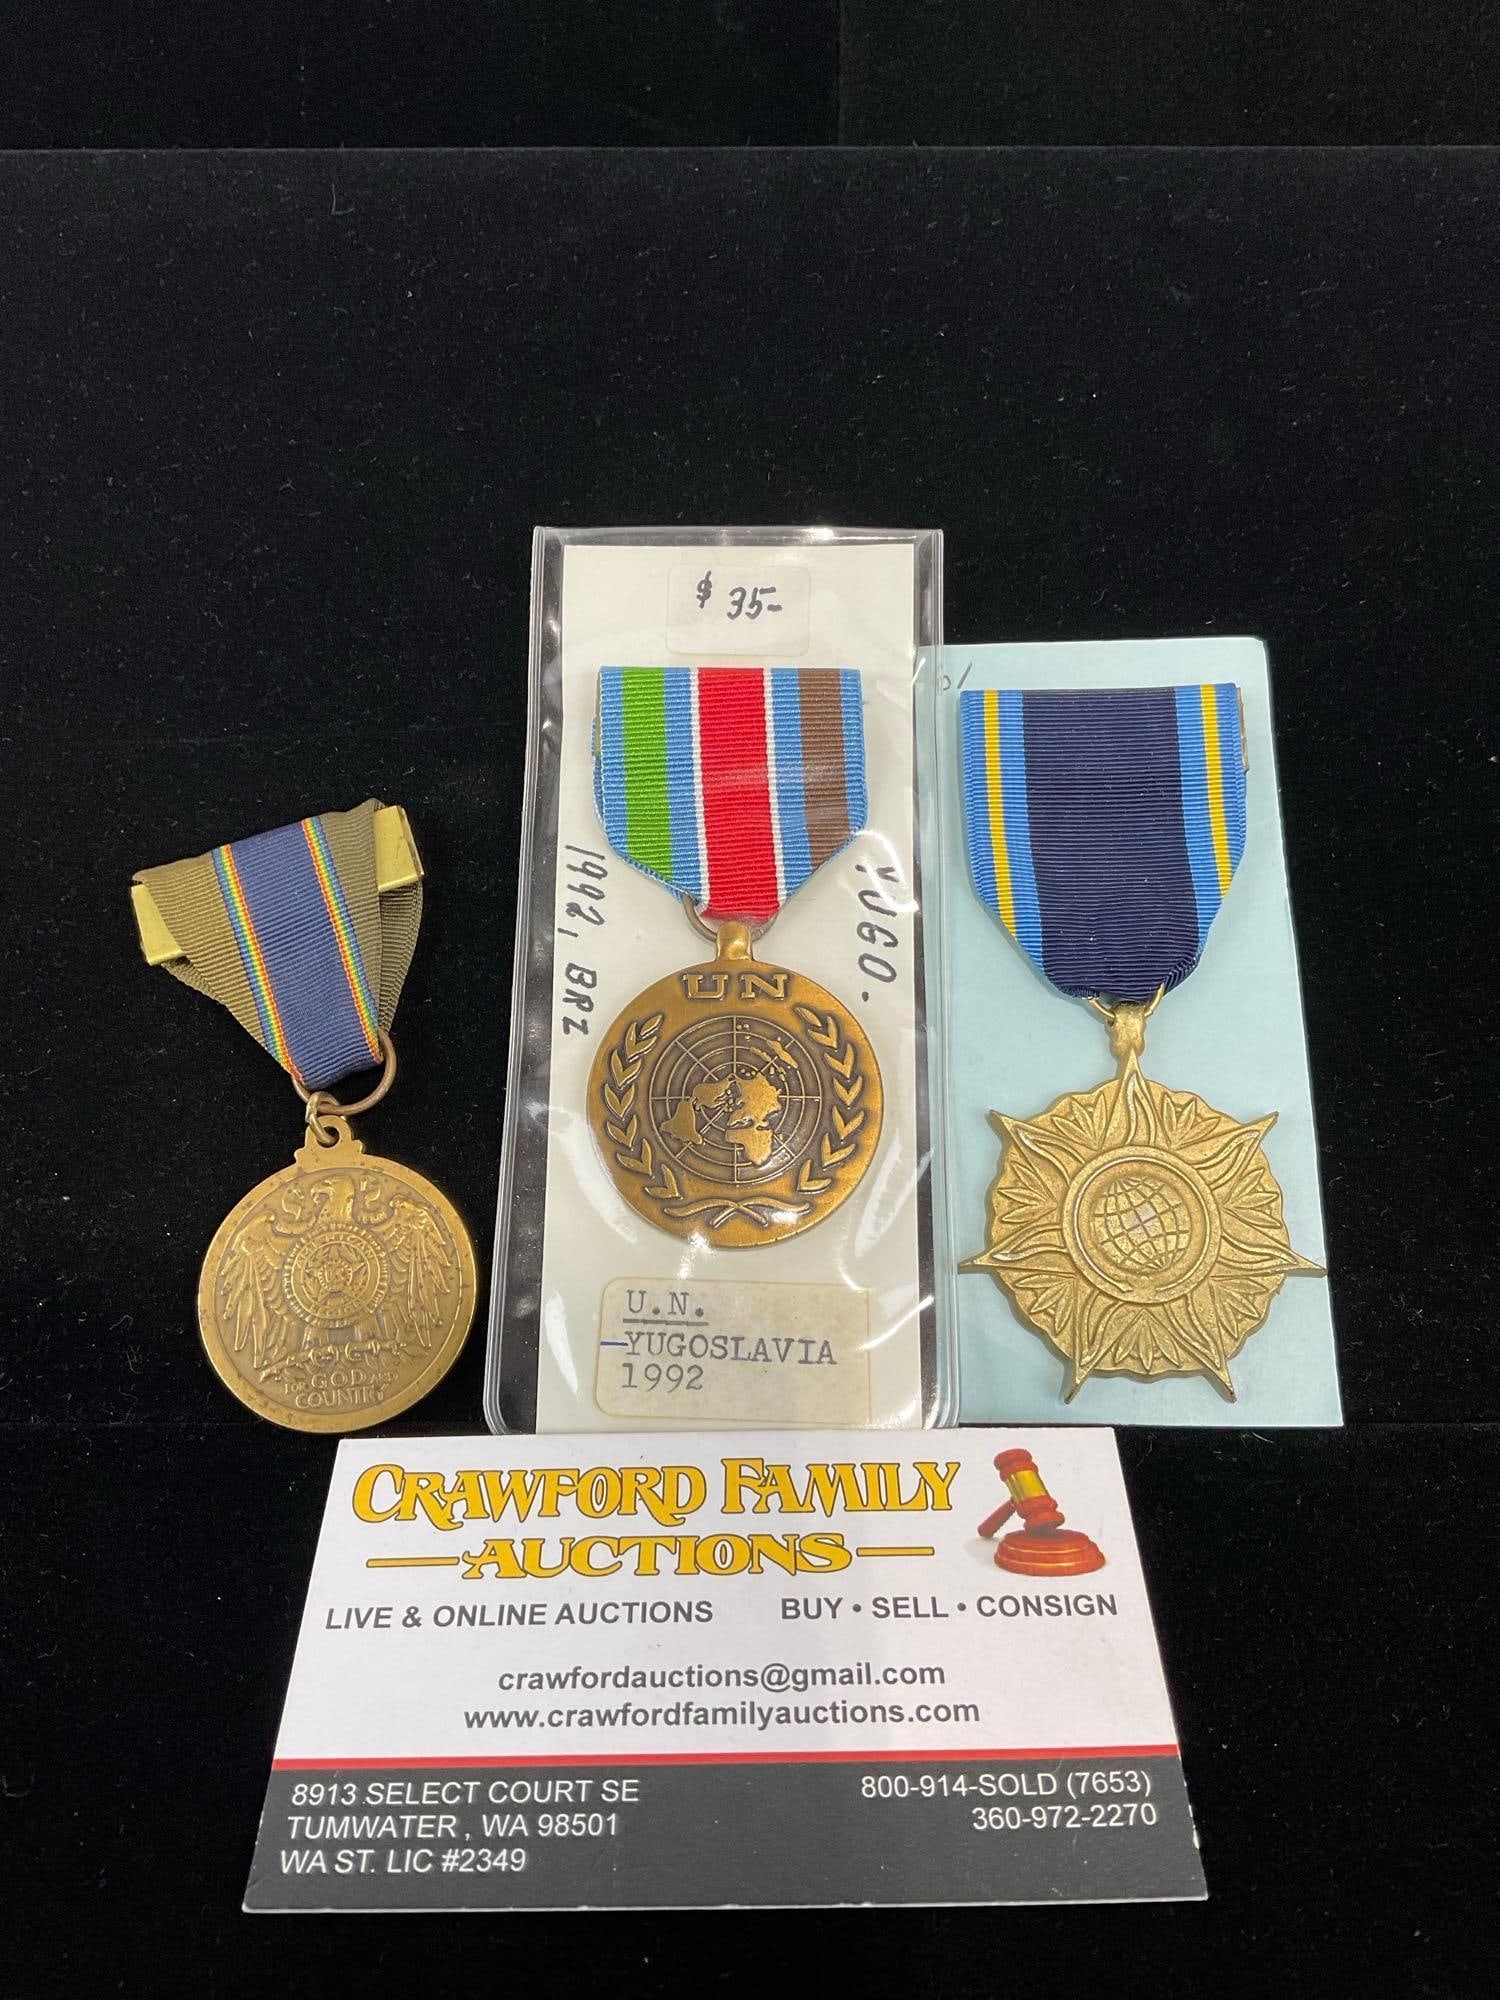 $ 35-
1992, BRZ
YUGO.
UN
U.N.
—YUGOSLAVIA
1992
FOR GOD AND
COUNTRY
CRAWFORD FAMILY
—AUCTIONS—
LIVE & ONLINE AUCTIONS BUY • SELL • CONSIGN
crawfordauctions@gmail.com
www.crawfordfamilyauctions.com
8913 SELECT COURT SE
TUMWATER, WA 98501
WA ST. LIC #2349
800-914-SOLD (7653)
360-972-2270